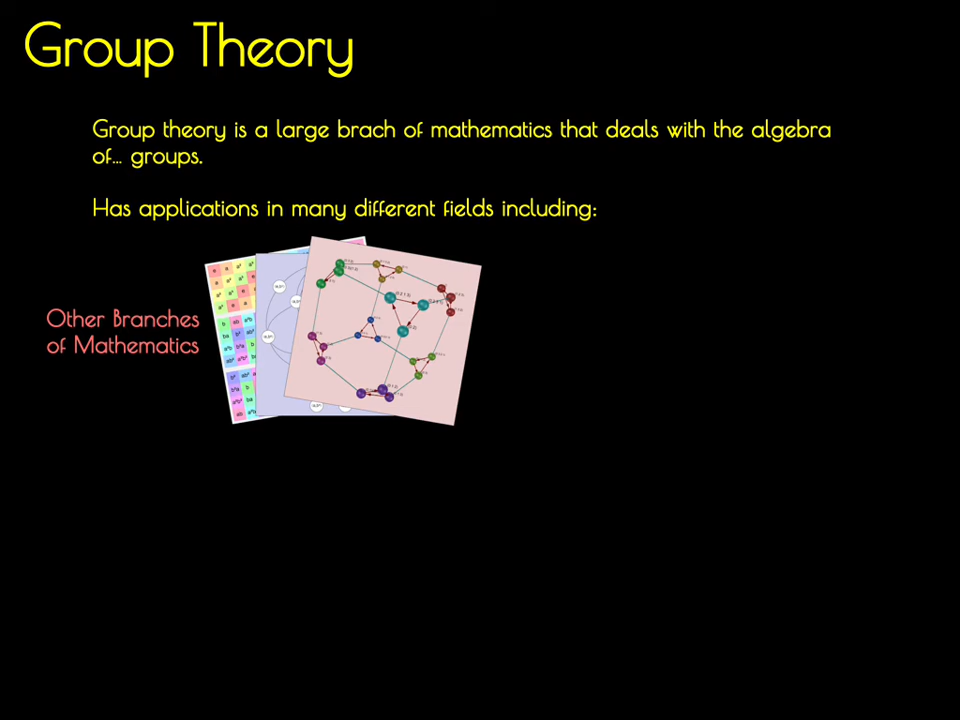 Group Theory
Group theory is a large brach of mathematics that deals with the algebra
of... groups.
Has applications in many different fields including:
Other Branches
of Mathematics